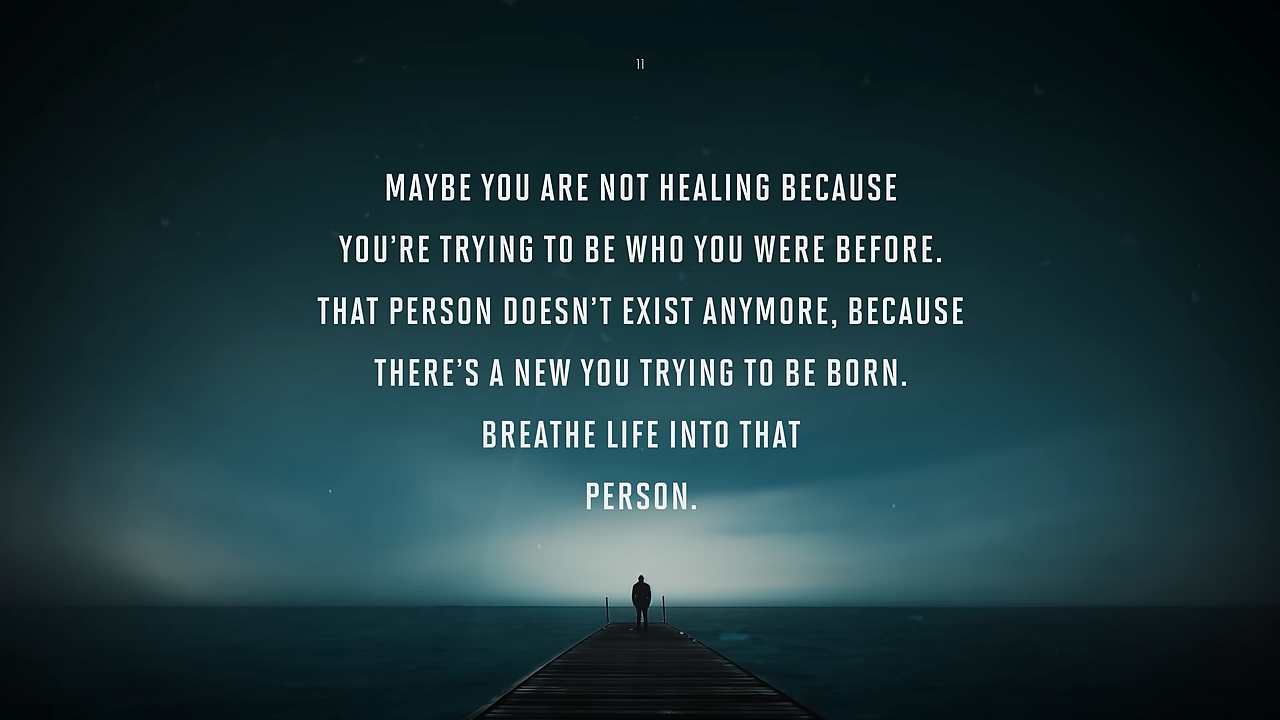 11
MAYBE YOU ARE NOT HEALING BECAUSE
YOU’RE TRYING TO BE WHO YOU WERE BEFORE.
THAT PERSON DOESN’T EXIST ANYMORE, BECAUSE
THERE’S A NEW YOU TRYING TO BE BORN.
BREATHE LIFE INTO THAT
PERSON.